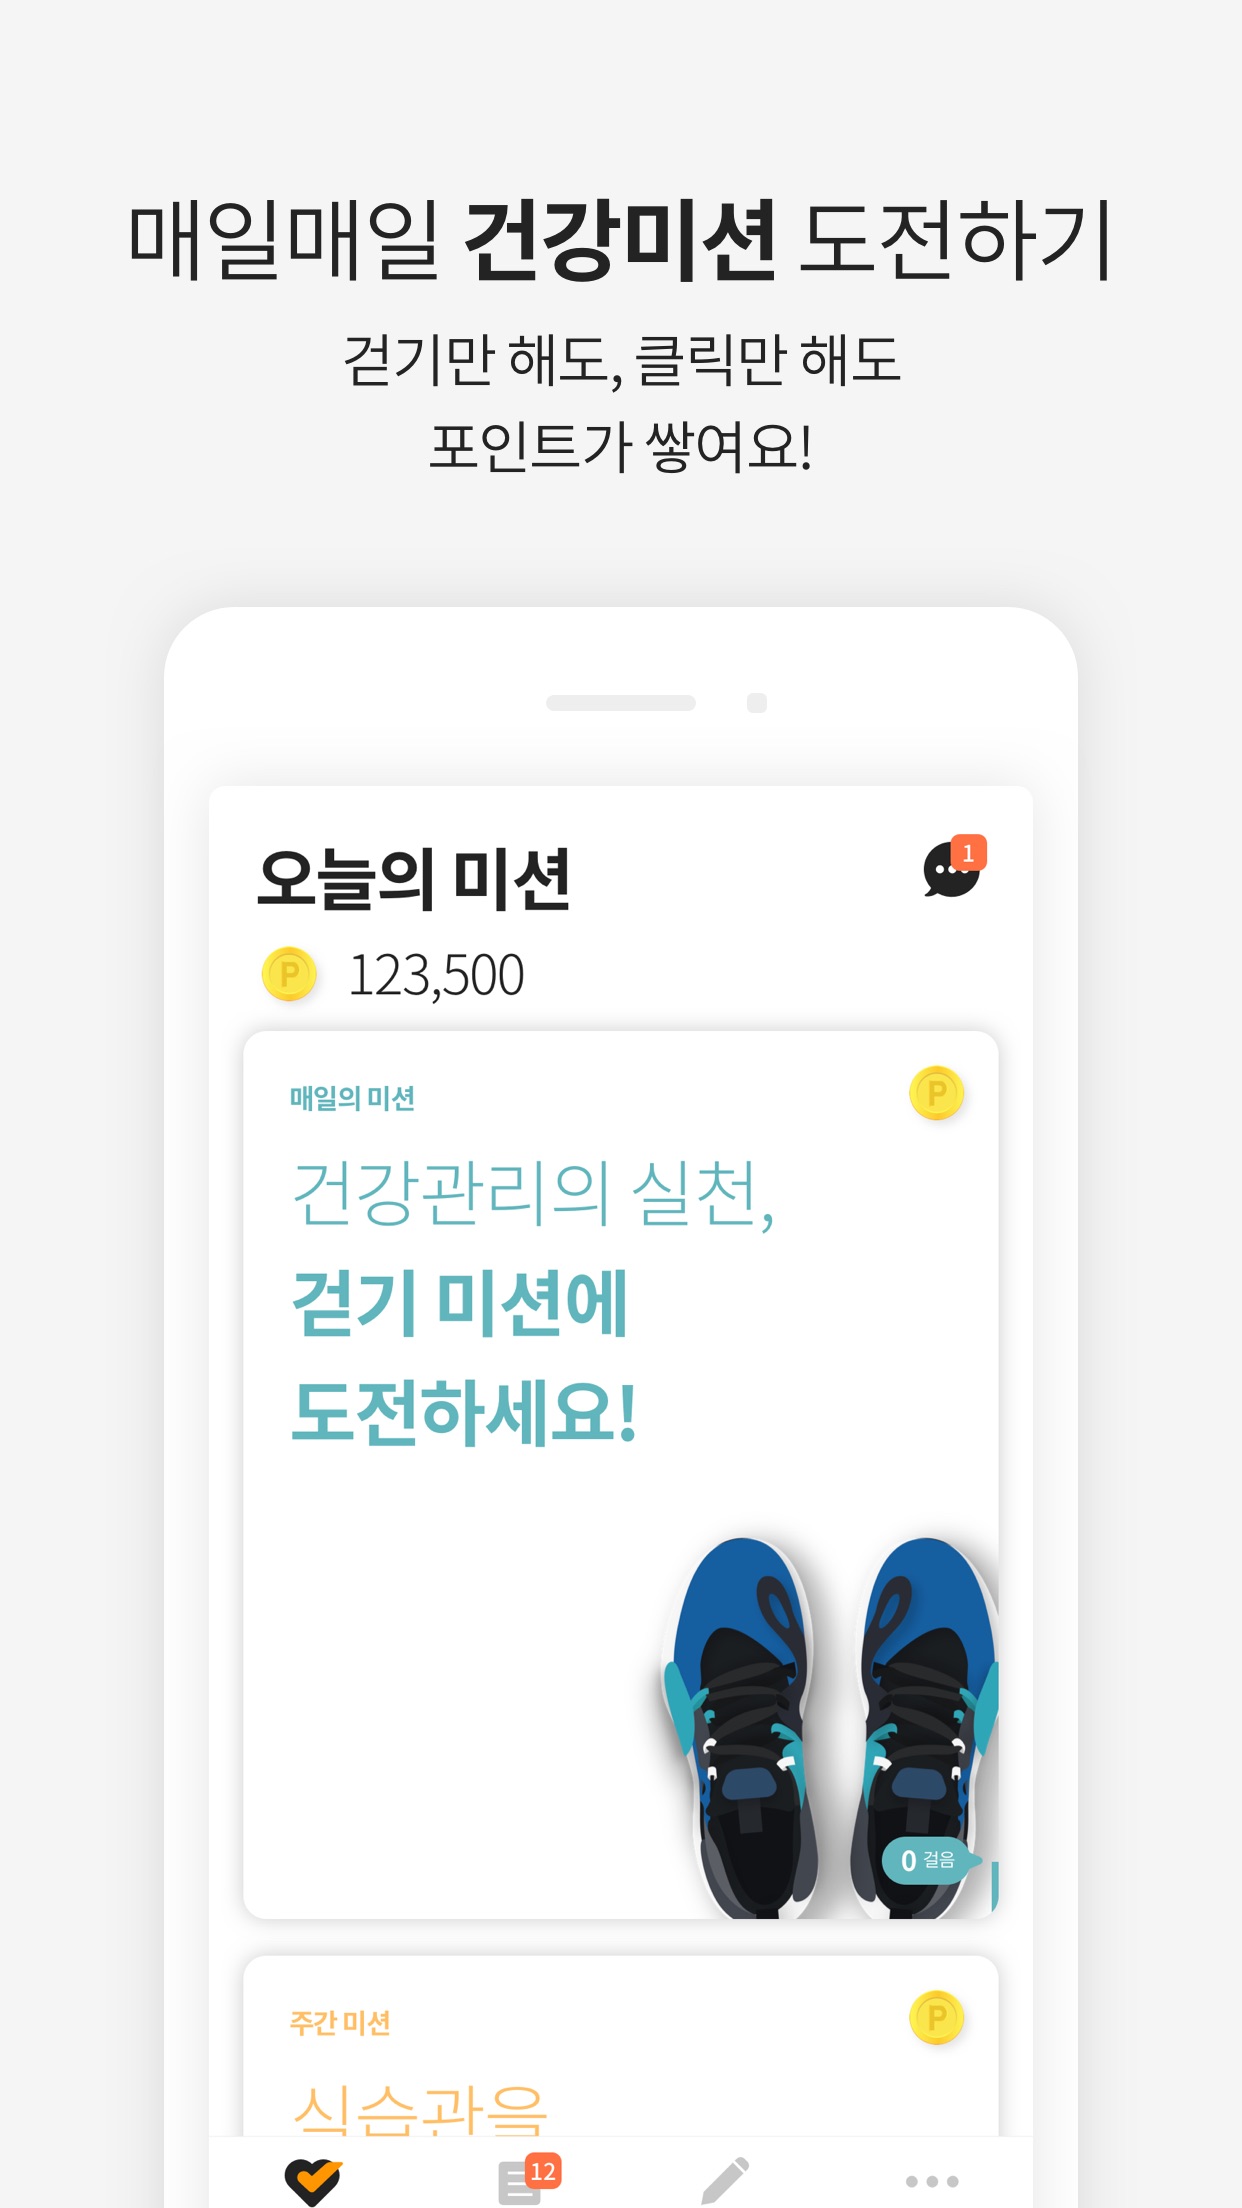 매일매일 건강미션 도전하기
걷기만 해도, 클릭만 해도
포인트가 쌓여요!
오늘의 미션
1
P 123,500
매일의 미션
P
건강관리의 실천,
걷기 미션에
도전하세요!
0 걸음
주간 미션
P
식습관을
12